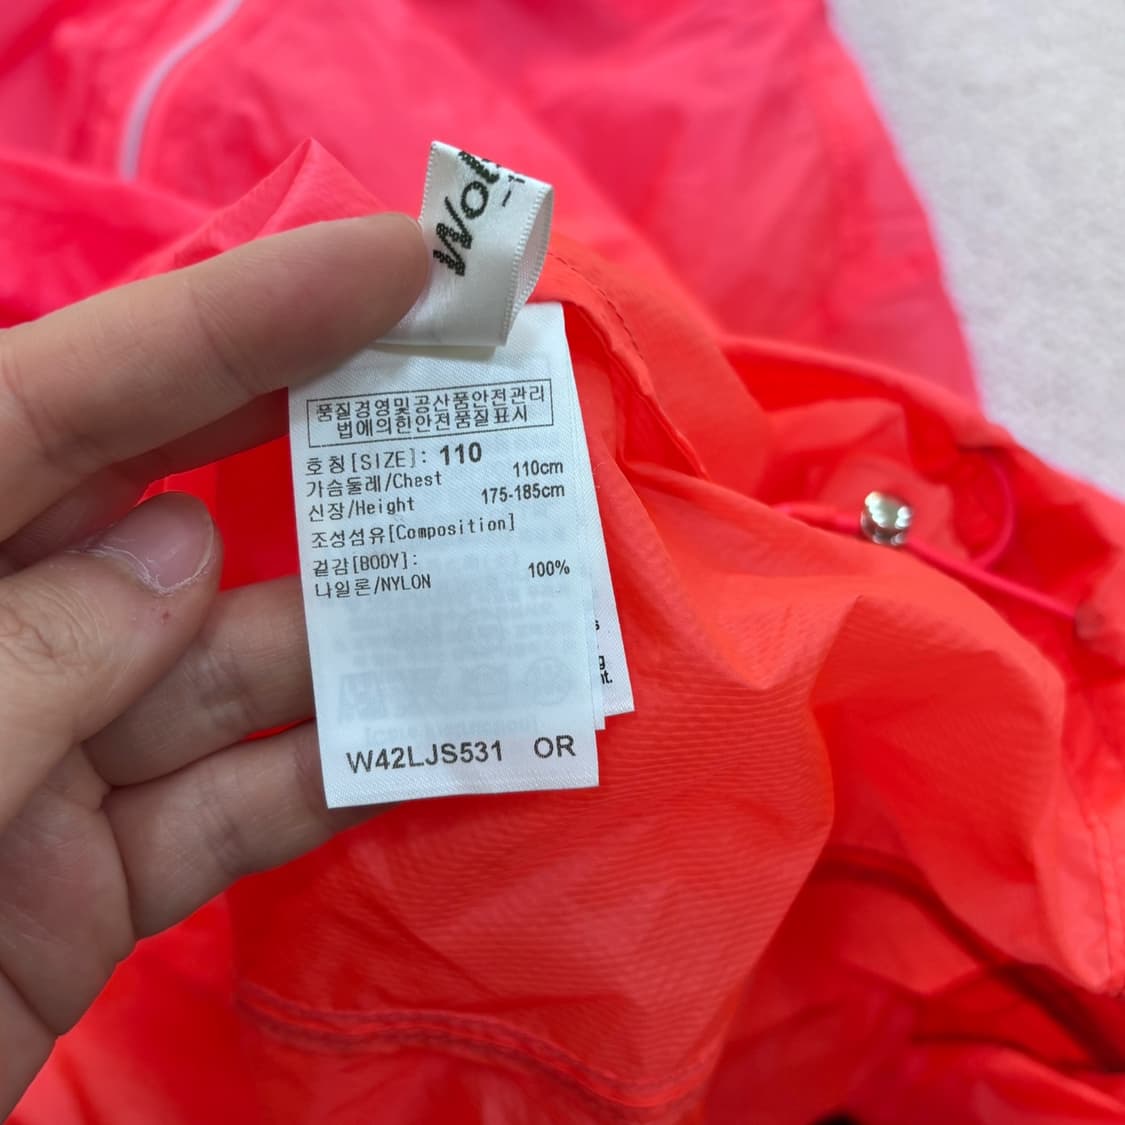 품질경영및공산품안전관리
법에의한안전품질표시
호칭[SIZE]: 110
가슴둘레/Chest 110cm
신장/Height 175-185cm
조성섬유[Composition]
겉감[BODY]:
나일론/NYLON 100%
W42LJS531 OR